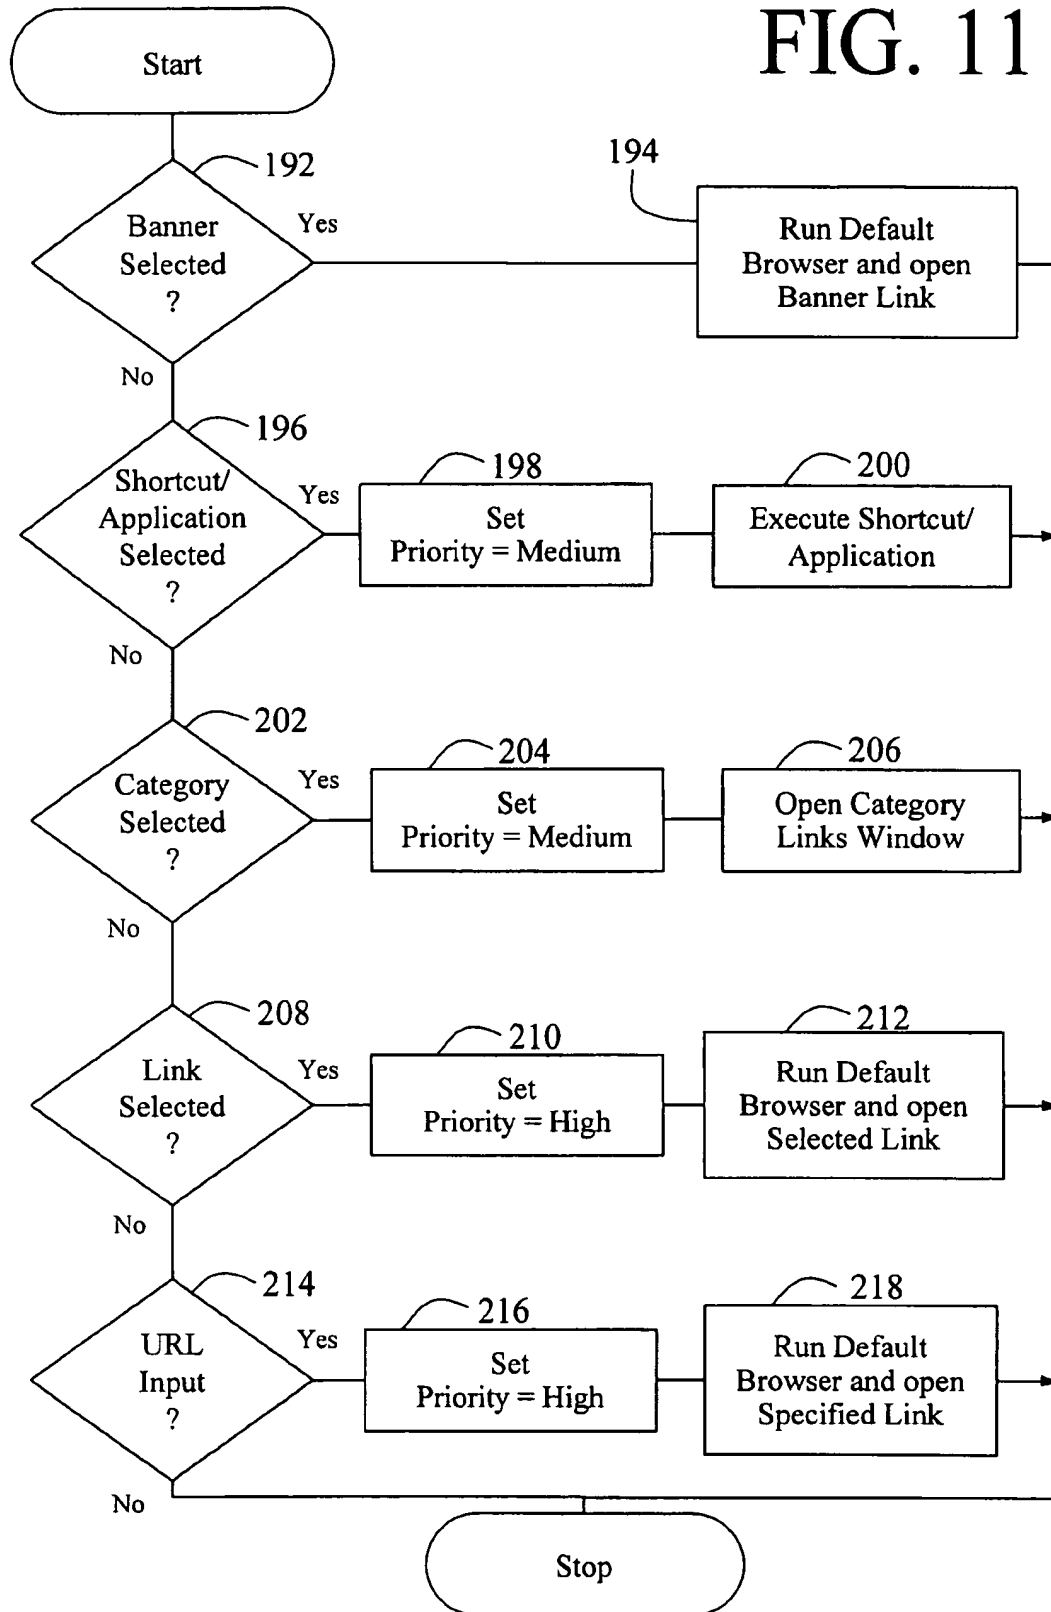 FIG. 11
Start
192
194
Banner
Selected
?
Yes
Run Default
Browser and open
Banner Link
No
196
198
200
Shortcut/
Application
Selected
?
Yes
Set
Priority = Medium
Execute Shortcut/
Application
No
202
204
206
Category
Selected
?
Yes
Set
Priority = Medium
Open Category
Links Window
No
208
210
212
Link
Selected
?
Yes
Set
Priority = High
Run Default
Browser and open
Selected Link
No
214
216
218
URL
Input
?
Yes
Set
Priority = High
Run Default
Browser and open
Specified Link
No
Stop